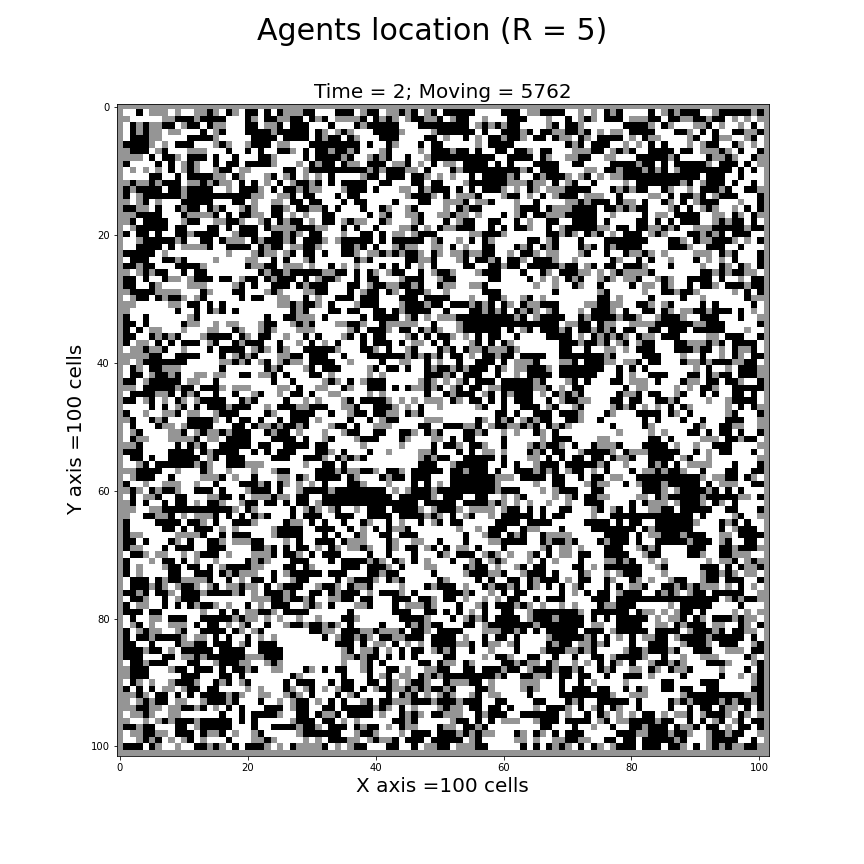 Agents location (R = 5)
Time = 2; Moving = 5762
0
20
40
60
80
100
Y axis =100 cells
0 20 40 60 80 100
X axis =100 cells